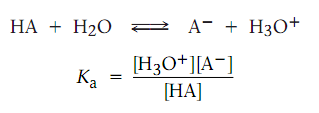 HA + H2O ⇌ A⁻ + H3O⁺
Kₐ = [H₃O⁺][A⁻] / [HA]